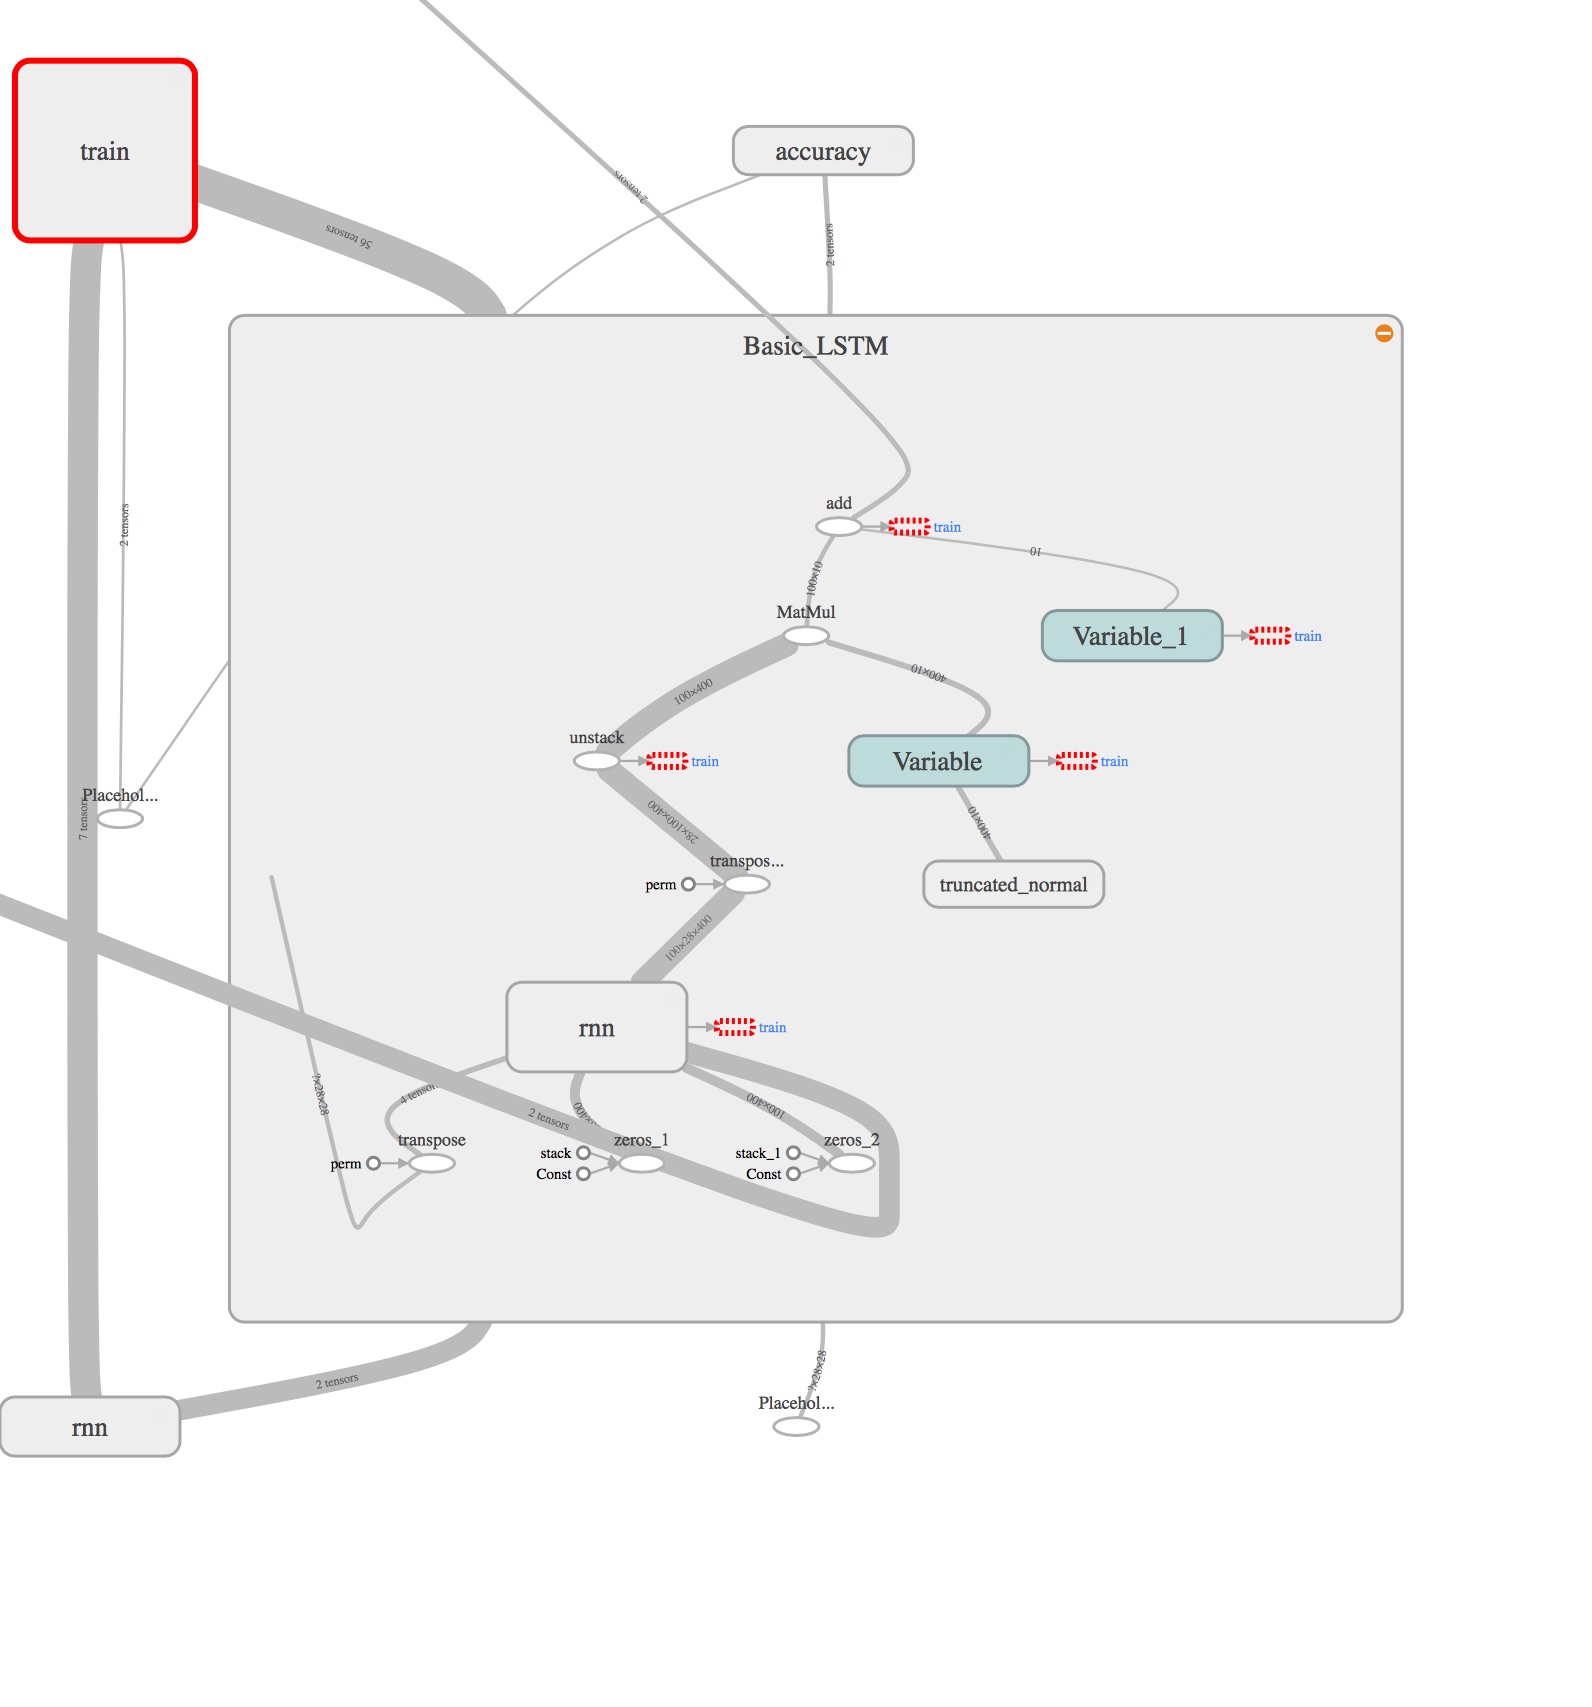 2 tensors
train
accuracy
56 tensors
2 tensors
Basic_LSTM
add
train
2 tensors
10
100×10
MatMul
Variable_1
train
400×10
100×400
unstack
train
Variable
train
Placehol...
7 tensors
28×100×400
400×10
transpos...
perm
truncated_normal
100×28×400
rnn
train
?×28×28
4 tensors
2 tensors
×400
100×400
transpose
zeros_1
zeros_2
perm
stack
Const
stack_1
Const
2 tensors
?×28×28
Placehol...
rnn